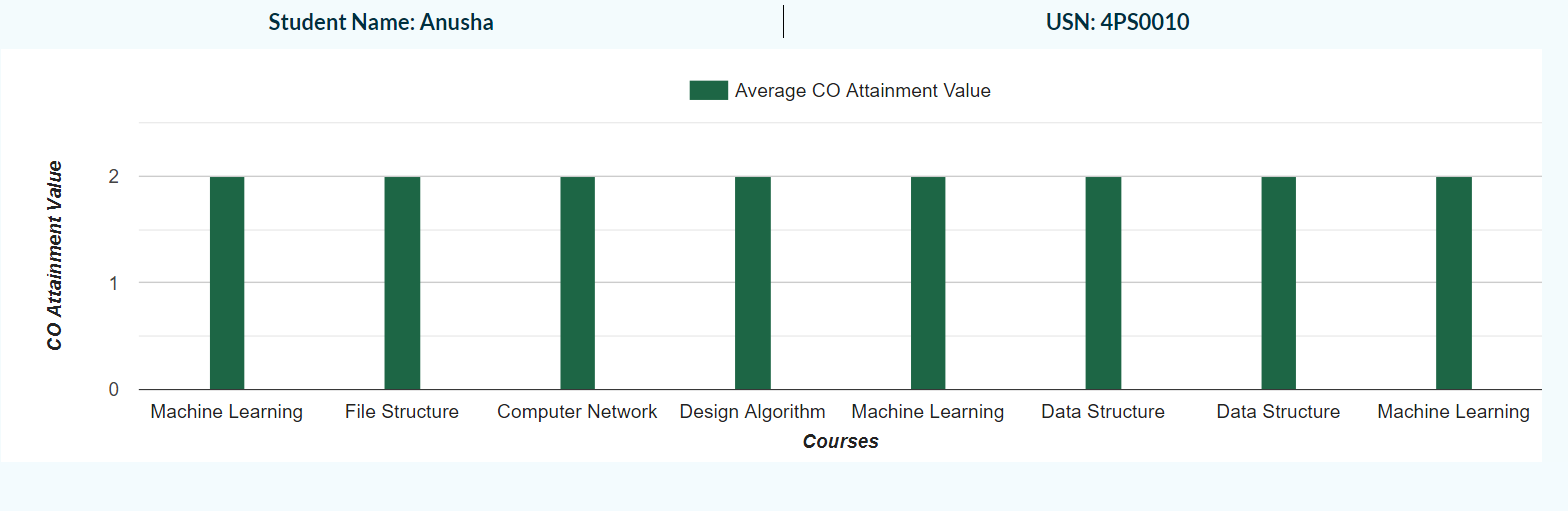 Student Name: Anusha
USN: 4PS0010
Average CO Attainment Value
CO Attainment Value
2
1
0
Machine Learning
File Structure
Computer Network
Design Algorithm
Machine Learning
Data Structure
Data Structure
Machine Learning
Courses